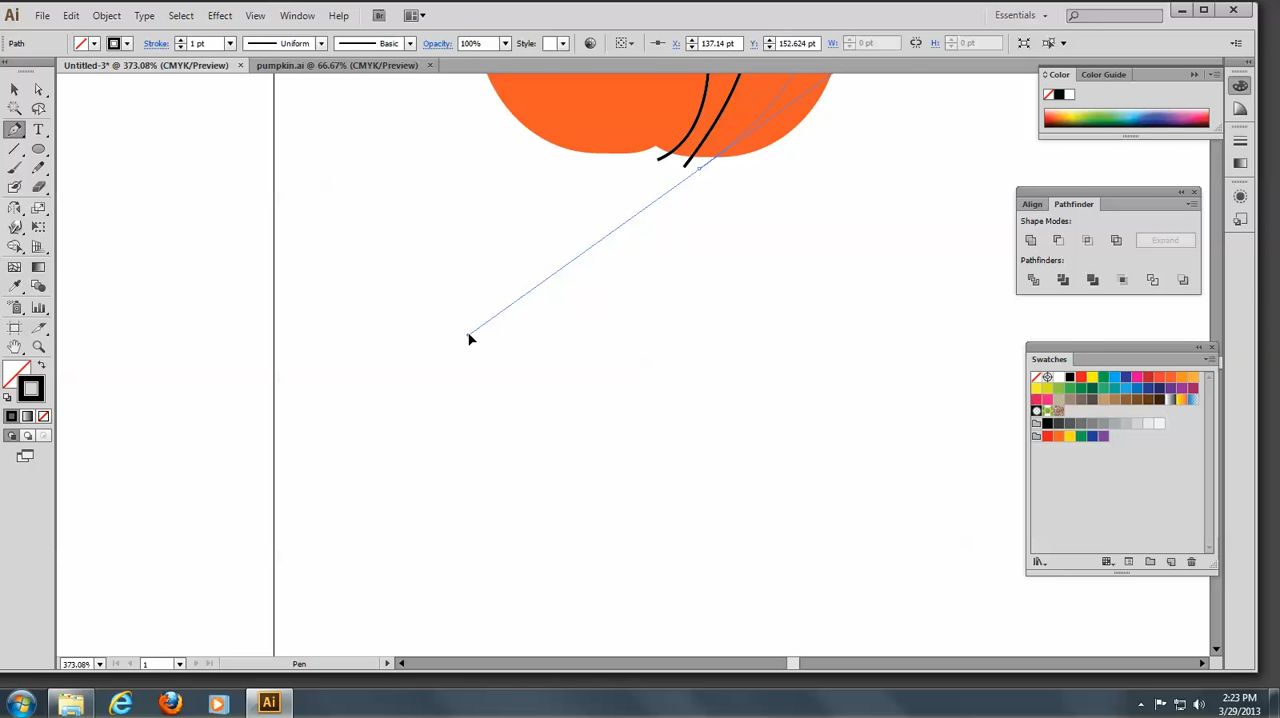 Ai File Edit Object Type Select Effect View Window Help Br Essentials
Path Stroke: 1 pt Uniform Basic Opacity: 100% Style: X: 137.14 pt Y: 152.624 pt W: 0 pt H: 0 pt
Untitled-3* @ 373.08% (CMYK/Preview) × pumpkin.ai @ 66.67% (CMYK/Preview) ×
Color Color Guide
Align Pathfinder
Shape Modes:
Expand
Pathfinders:
Swatches
373.08% 1 Pen
Ai 2:23 PM
3/29/2013